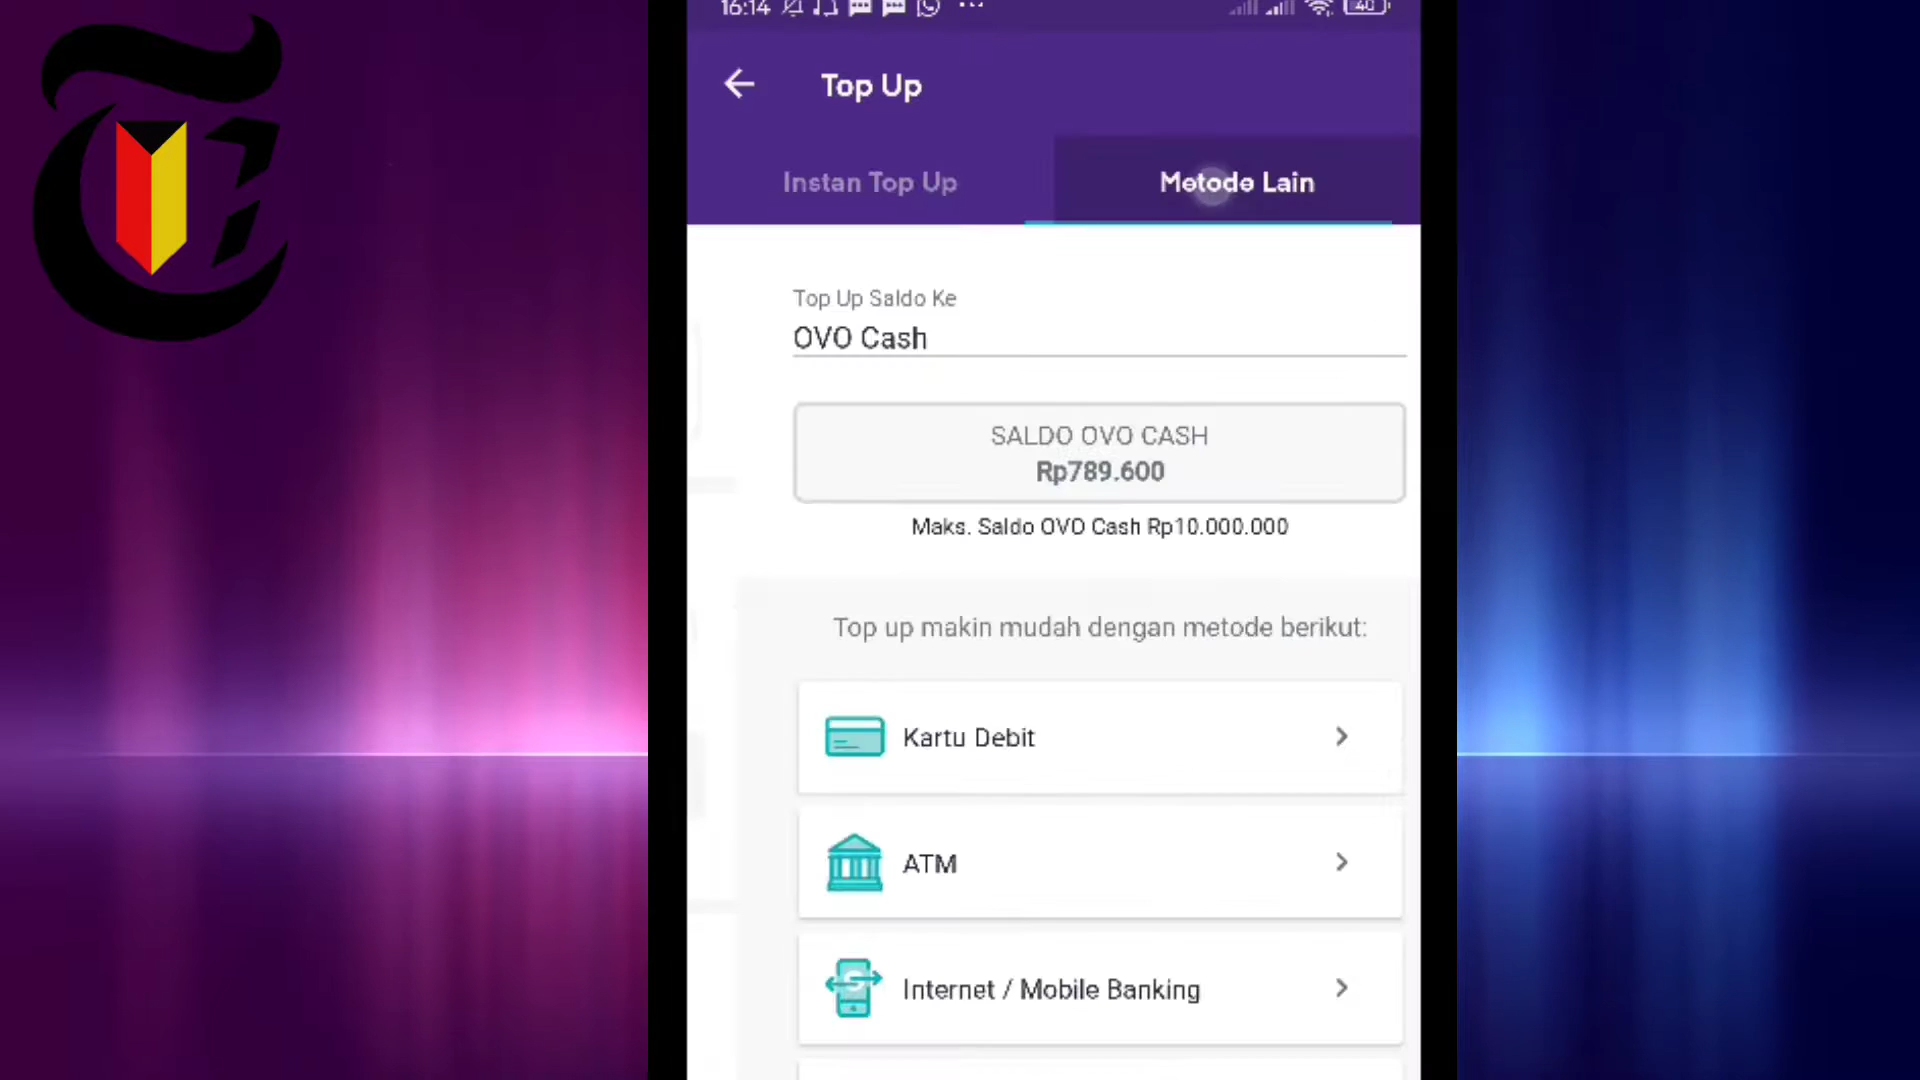 16:14
40
Top Up
Instan Top Up
Metode Lain
Top Up Saldo Ke
OVO Cash
SALDO OVO CASH
Rp789.600
Maks. Saldo OVO Cash Rp10.000.000
Top up makin mudah dengan metode berikut:
Kartu Debit
ATM
Internet / Mobile Banking